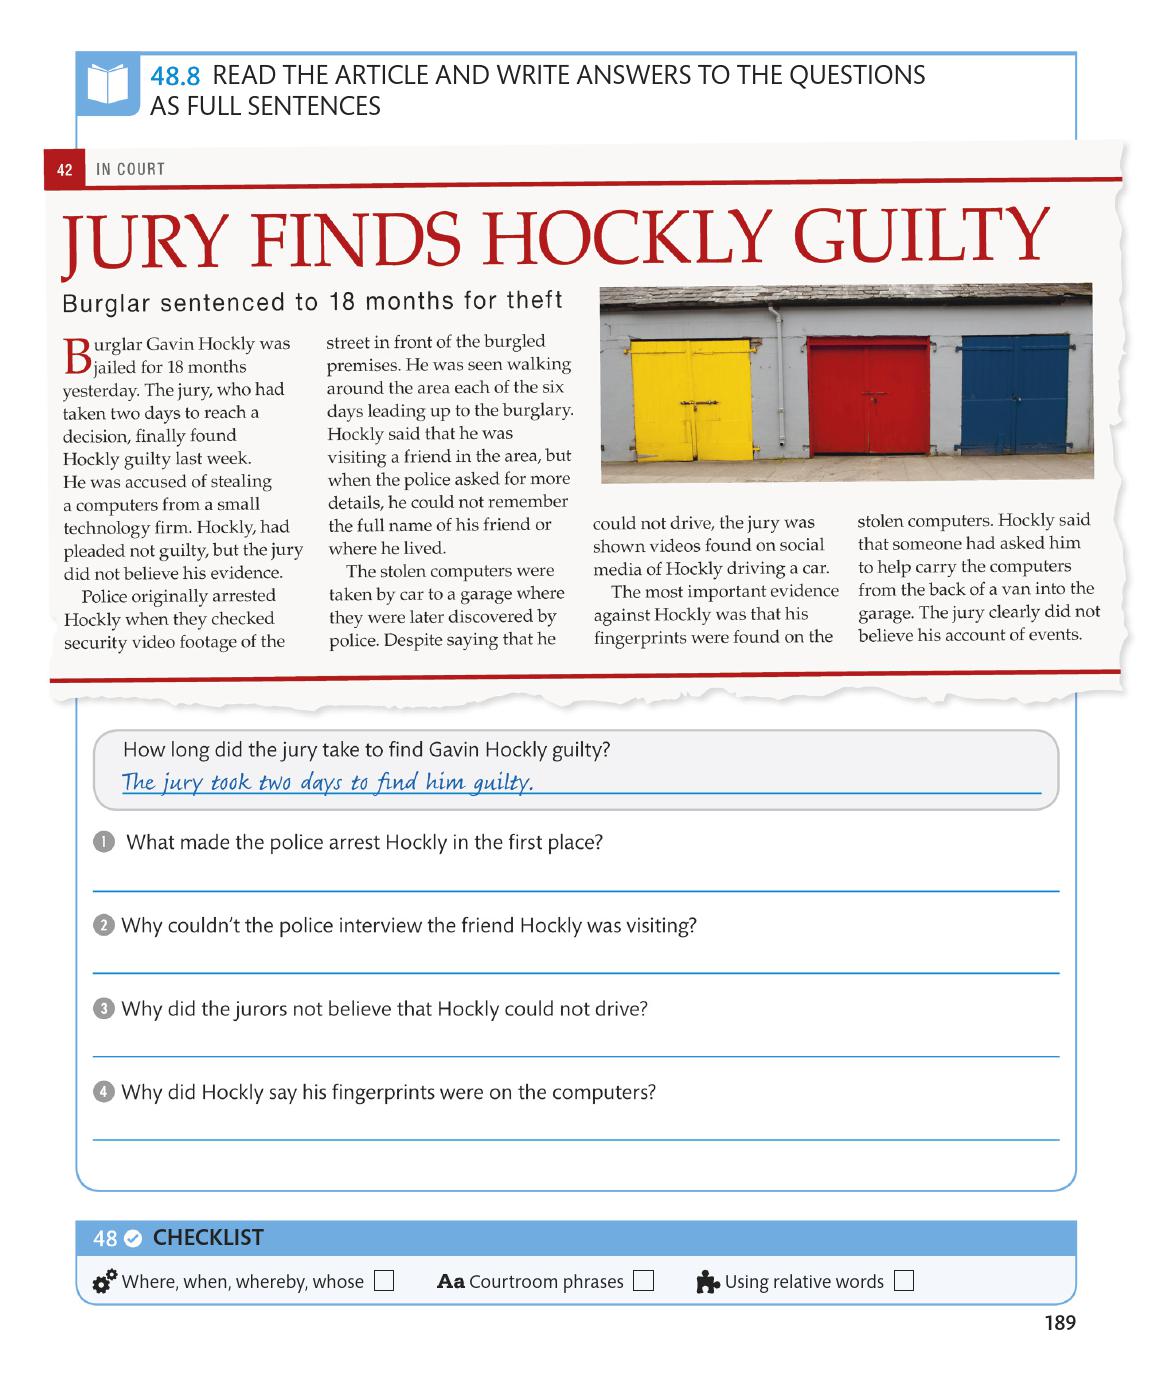 48.8 READ THE ARTICLE AND WRITE ANSWERS TO THE QUESTIONS
AS FULL SENTENCES
42 IN COURT
JURY FINDS HOCKLY GUILTY
Burglar sentenced to 18 months for theft
Burglar Gavin Hockly was
jailed for 18 months
yesterday. The jury, who had
taken two days to reach a
decision, finally found
Hockly guilty last week.
He was accused of stealing
a computers from a small
technology firm. Hockly, had
pleaded not guilty, but the jury
did not believe his evidence.
Police originally arrested
Hockly when they checked
security video footage of the
street in front of the burgled
premises. He was seen walking
around the area each of the six
days leading up to the burglary.
Hockly said that he was
visiting a friend in the area, but
when the police asked for more
details, he could not remember
the full name of his friend or
where he lived.
The stolen computers were
taken by car to a garage where
they were later discovered by
police. Despite saying that he
could not drive, the jury was
shown videos found on social
media of Hockly driving a car.
The most important evidence
against Hockly was that his
fingerprints were found on the
stolen computers. Hockly said
that someone had asked him
to help carry the computers
from the back of a van into the
garage. The jury clearly did not
believe his account of events.
How long did the jury take to find Gavin Hockly guilty?
The jury took two days to find him guilty.
1 What made the police arrest Hockly in the first place?
2 Why couldn't the police interview the friend Hockly was visiting?
3 Why did the jurors not believe that Hockly could not drive?
4 Why did Hockly say his fingerprints were on the computers?
48 CHECKLIST
Where, when, whereby, whose Aa Courtroom phrases Using relative words
189